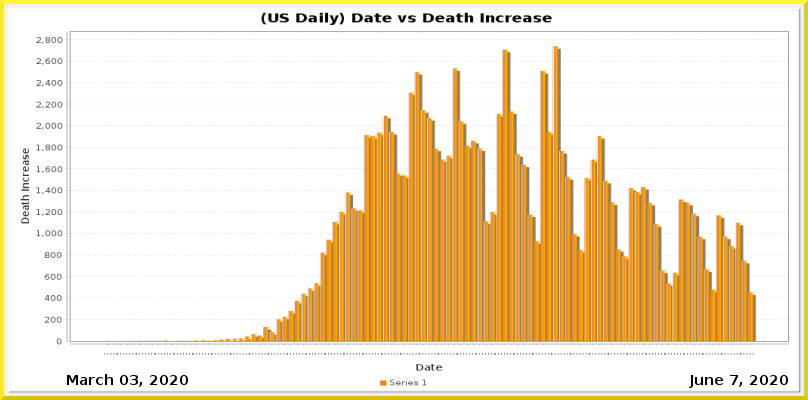 (US Daily) Date vs Death Increase
2,800
2,600
2,400
2,200
2,000
1,800
1,600
1,400
1,200
1,000
800
600
400
200
0
Death Increase
Date
March 03, 2020
Series 1
June 7, 2020